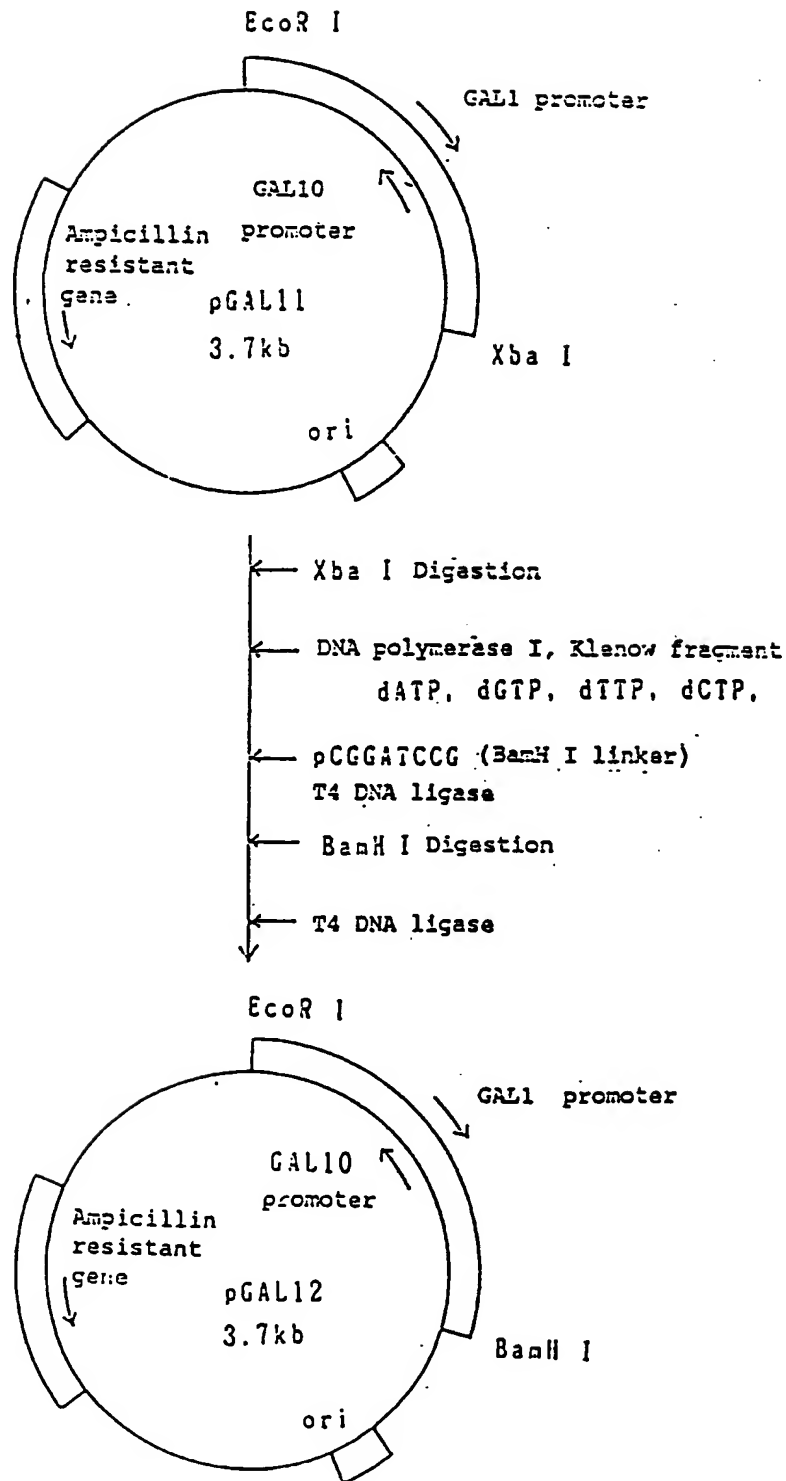 EcoR I
GAL1 promoter
GAL10
promoter
Ampicillin
resistant
gene
pGAL11
3.7kb
Xba I
ori
Xba I Digestion
DNA polymerase I, Klenow fragment
dATP, dGTP, dTTP, dCTP,
pCGGATCCG (BamH I linker)
T4 DNA ligase
BamH I Digestion
T4 DNA ligase
EcoR I
GAL1 promoter
GAL10
promoter
Ampicillin
resistant
gene
pGAL12
3.7kb
BamH I
ori